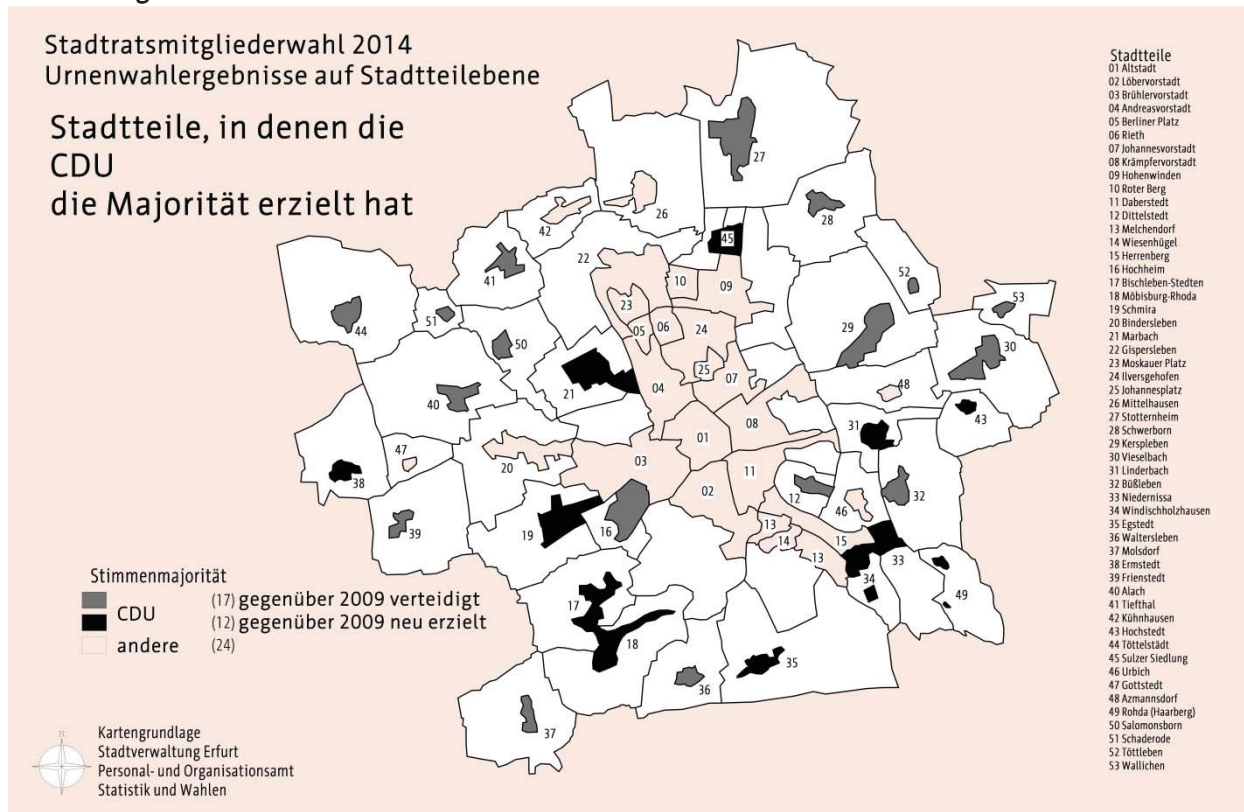 Stadtratsmitgliederwahl 2014
Urnenwahlergebnisse auf Stadtteilebene
Stadtteile, in denen die
CDU
die Majorität erzielt hat
27
26
28
42
45
22
41
52
10
09
53
23
44
51
05
06
24
29
30
50
25
07
21
04
48
40
43
08
31
01
47
03
20
11
38
02
12
32
46
39
19
16
13
14
15
33
13
34
49
17
18
35
36
37
Stimmenmajorität
CDU
(17) gegenüber 2009 verteidigt
(12) gegenüber 2009 neu erzielt
andere (24)
N
Kartengrundlage
Stadtverwaltung Erfurt
Personal- und Organisationsamt
Statistik und Wahlen
Stadtteile
01 Altstadt
02 Löbervorstadt
03 Brühlervorstadt
04 Andreasvorstadt
05 Berliner Platz
06 Rieth
07 Johannesvorstadt
08 Krämpfervorstadt
09 Hohenwinden
10 Roter Berg
11 Daberstedt
12 Dittelstedt
13 Melchendorf
14 Wiesenhügel
15 Herrenberg
16 Hochheim
17 Bischleben-Stedten
18 Möbisburg-Rhoda
19 Schmira
20 Bindersleben
21 Marbach
22 Gispersleben
23 Moskauer Platz
24 Ilversgehofen
25 Johannesplatz
26 Mittelhausen
27 Stotternheim
28 Schwerborn
29 Kerspleben
30 Vieselbach
31 Linderbach
32 Büßleben
33 Niedernissa
34 Windischholzhausen
35 Egstedt
36 Waltersleben
37 Molsdorf
38 Ermstedt
39 Frienstedt
40 Alach
41 Tiefthal
42 Kühnhausen
43 Hochstedt
44 Töttelstädt
45 Sulzer Siedlung
46 Urbich
47 Gottstedt
48 Azmannsdorf
49 Rohda (Haarberg)
50 Salomonsborn
51 Schaderode
52 Töttleben
53 Wallichen